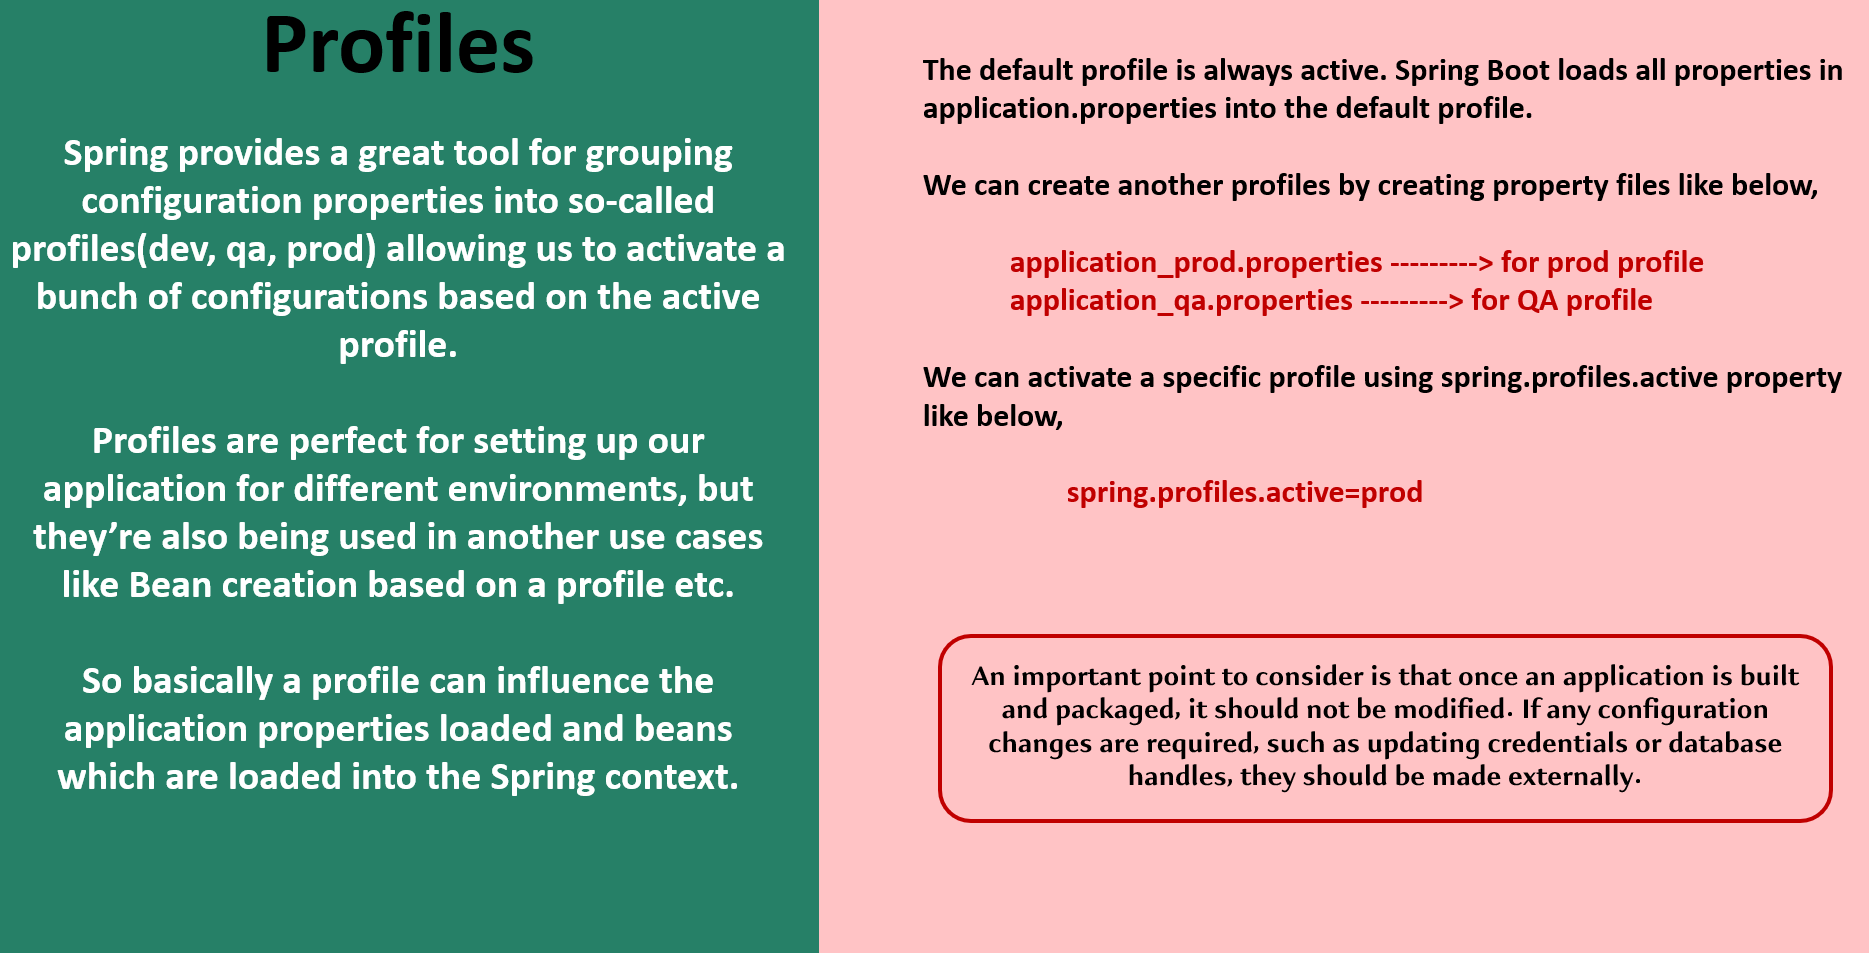 Profiles
Spring provides a great tool for grouping
configuration properties into so-called
profiles(dev, qa, prod) allowing us to activate a
bunch of configurations based on the active
profile.
Profiles are perfect for setting up our
application for different environments, but
they’re also being used in another use cases
like Bean creation based on a profile etc.
So basically a profile can influence the
application properties loaded and beans
which are loaded into the Spring context.
The default profile is always active. Spring Boot loads all properties in
application.properties into the default profile.
We can create another profiles by creating property files like below,
application_prod.properties ---------> for prod profile
application_qa.properties ---------> for QA profile
We can activate a specific profile using spring.profiles.active property
like below,
spring.profiles.active=prod
An important point to consider is that once an application is built
and packaged, it should not be modified. If any configuration
changes are required, such as updating credentials or database
handles, they should be made externally.